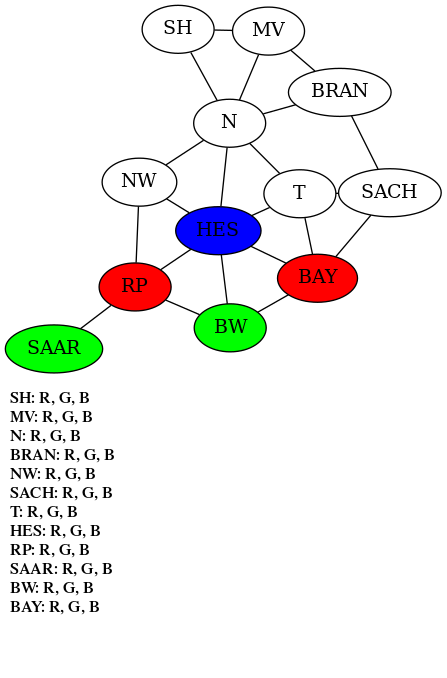 SH
MV
BRAN
N
NW
T
SACH
HES
BAY
RP
BW
SAAR
SH: R, G, B
MV: R, G, B
N: R, G, B
BRAN: R, G, B
NW: R, G, B
SACH: R, G, B
T: R, G, B
HES: R, G, B
RP: R, G, B
SAAR: R, G, B
BW: R, G, B
BAY: R, G, B